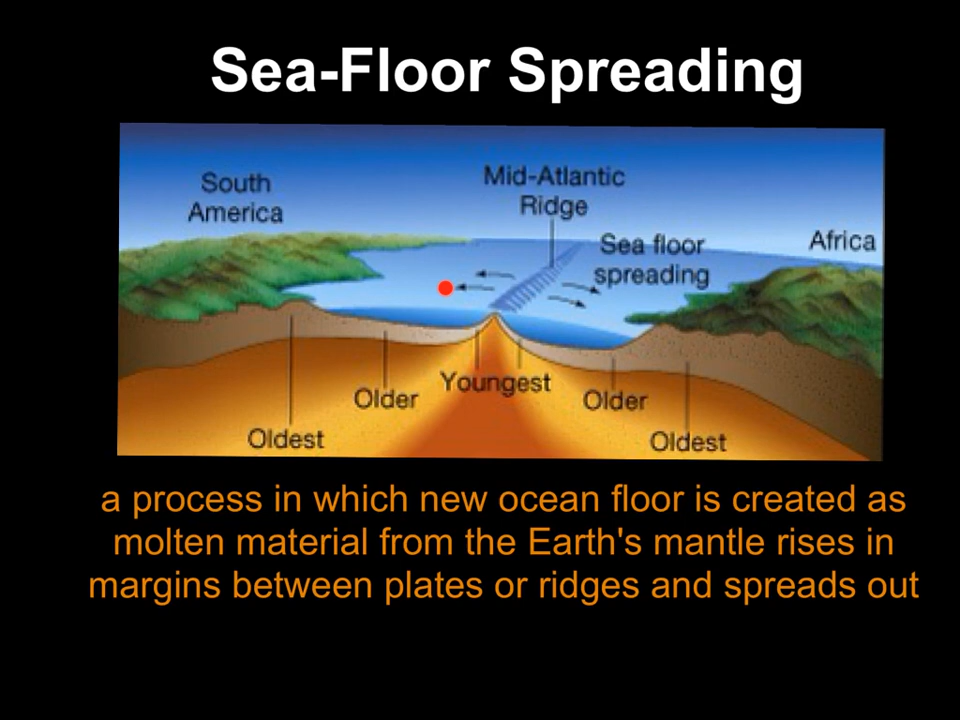 Sea-Floor Spreading
South
America
Mid-Atlantic
Ridge
Sea floor
spreading
Africa
Oldest
Older
Youngest
Older
Oldest
a process in which new ocean floor is created as
molten material from the Earth's mantle rises in
margins between plates or ridges and spreads out